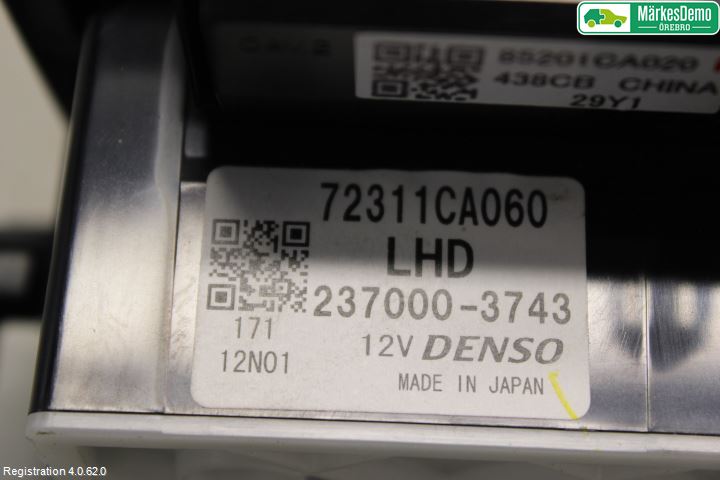 MärkesDemo
ÖREBRO
85201CA020
438CB CHINA
29Y1
72311CA060
LHD
237000-3743
171
12V DENSO
12N01
MADE IN JAPAN
Registration 4.0.62.0